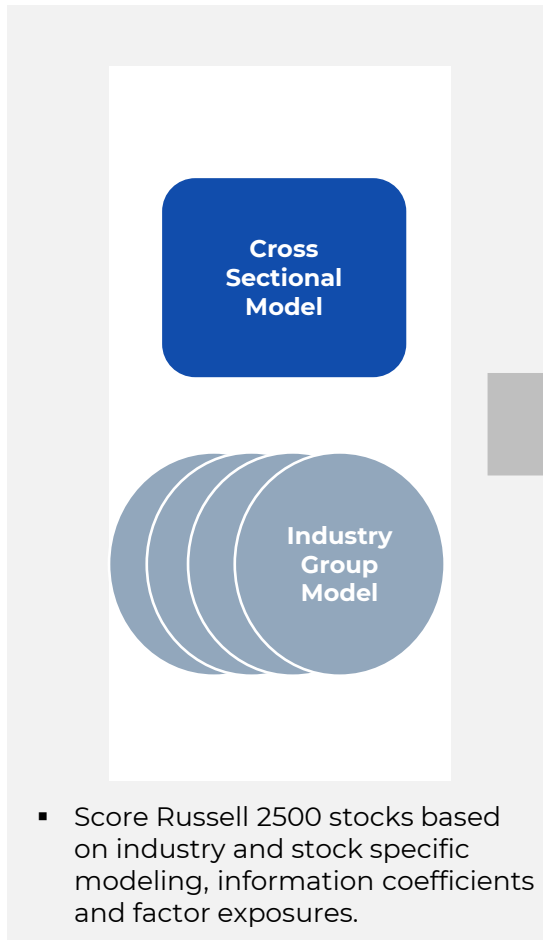 Cross
Sectional
Model
Industry
Group
Model
▪ Score Russell 2500 stocks based
on industry and stock specific
modeling, information coefficients
and factor exposures.